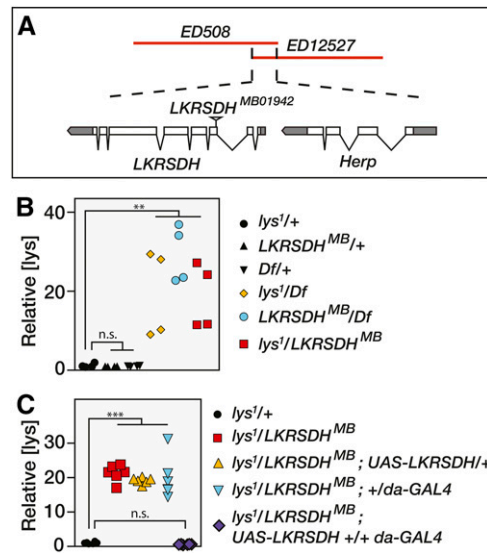 A
ED508
ED12527
LKRSDH^MB01942
LKRSDH
Herp
B
Relative [lys]
40
20
0
**
n.s.
lys¹/+
LKRSDH^MB/+
Df/+
lys¹/Df
LKRSDH^MB/Df
lys¹/LKRSDH^MB
C
Relative [lys]
30
20
10
0
***
n.s.
lys¹/+
lys¹/LKRSDH^MB
lys¹/LKRSDH^MB ; UAS-LKRSDH/+
lys¹/LKRSDH^MB ; +/da-GAL4
lys¹/LKRSDH^MB ;
UAS-LKRSDH +/+ da-GAL4